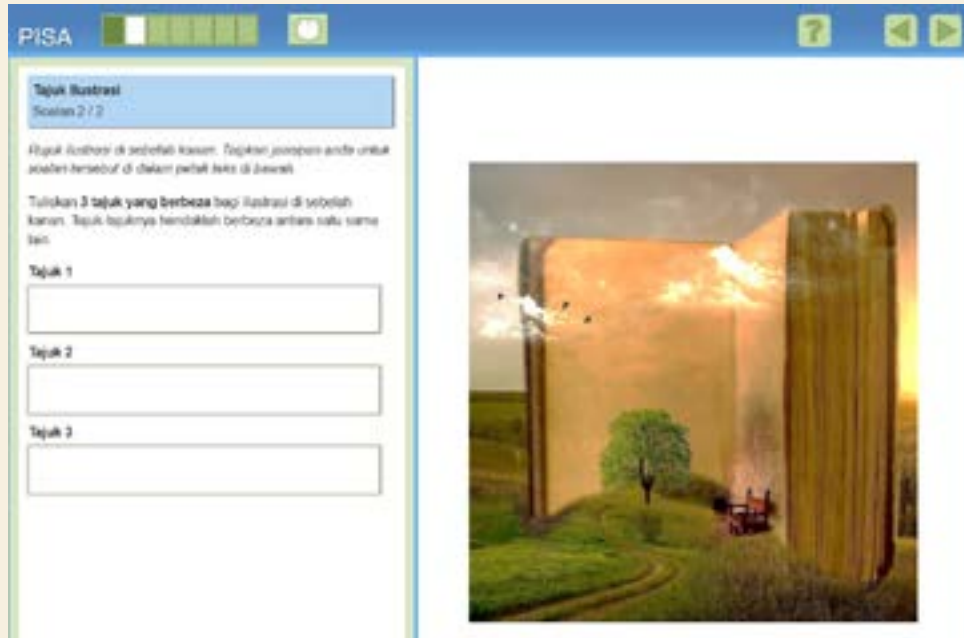 PISA
?
Tajuk Ilustrasi
Soalan 2 / 2
Rujuk ilustrasi di sebelah kanan. Taipkan jawapan anda untuk
soalan tersebut di dalam petak teks di bawah.
Tuliskan 3 tajuk yang berbeza bagi ilustrasi di sebelah
kanan. Tajuk-tajuknya hendaklah berbeza antara satu sama
lain.
Tajuk 1
Tajuk 2
Tajuk 3